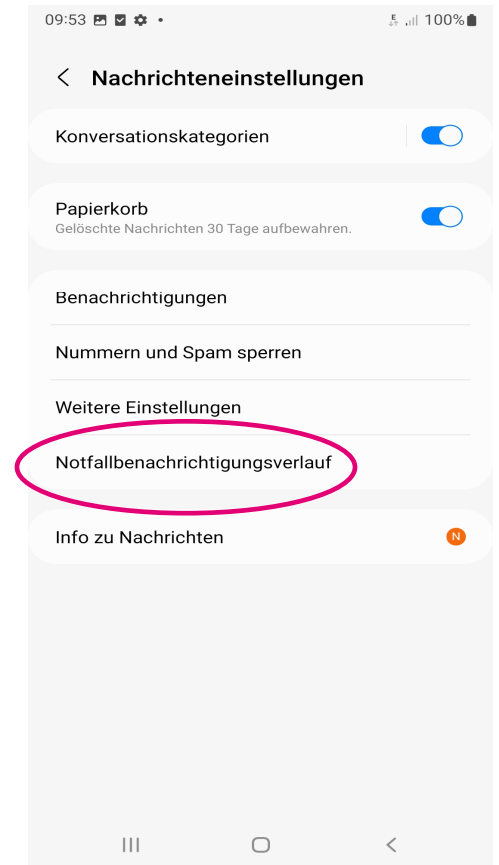 09:53
E 100%
Nachrichteneinstellungen
Konversationskategorien
Papierkorb
Gelöschte Nachrichten 30 Tage aufbewahren.
Benachrichtigungen
Nummern und Spam sperren
Weitere Einstellungen
Notfallbenachrichtigungsverlauf
Info zu Nachrichten
N